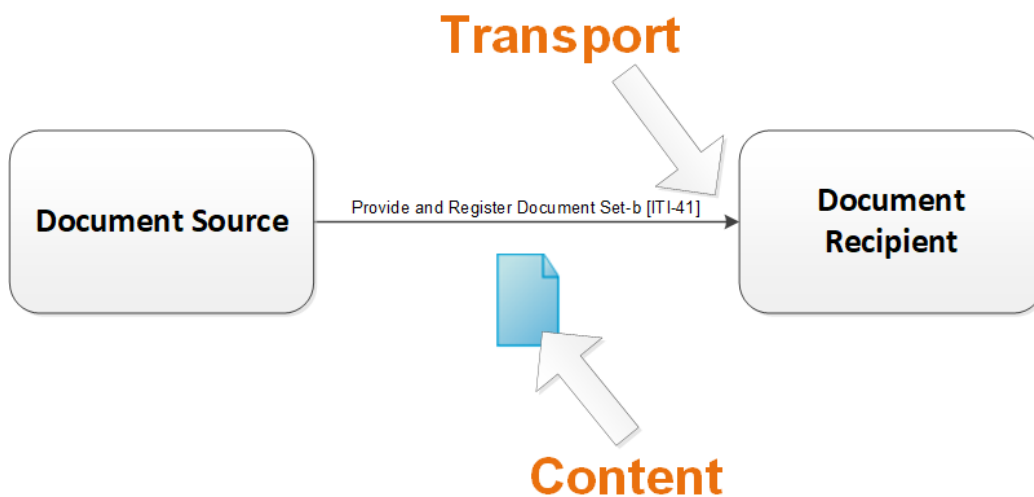 Transport
Document Source
Provide and Register Document Set-b [ITI-41]
Document
Recipient
Content